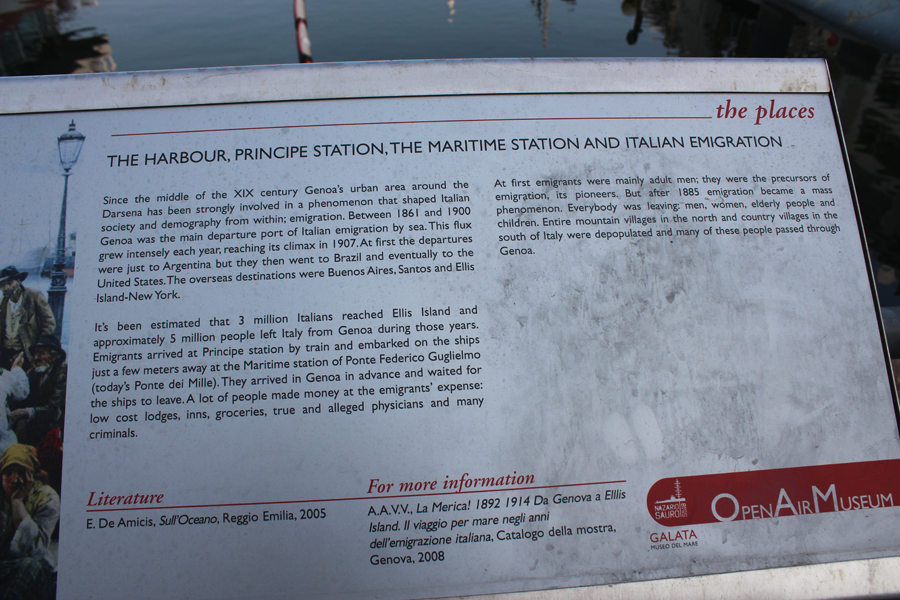 the places
THE HARBOUR, PRINCIPE STATION, THE MARITIME STATION AND ITALIAN EMIGRATION
Since the middle of the XIX century Genoa's urban area around the
Darsena has been strongly involved in a phenomenon that shaped Italian
society and demography from within; emigration. Between 1861 and 1900
Genoa was the main departure port of Italian emigration by sea. This flux
grew intensely each year, reaching its climax in 1907. At first the departures
were just to Argentina but they then went to Brazil and eventually to the
United States. The overseas destinations were Buenos Aires, Santos and Ellis
Island-New York.
It's been estimated that 3 million Italians reached Ellis Island and
approximately 5 million people left Italy from Genoa during those years.
Emigrants arrived at Principe station by train and embarked on the ships
just a few meters away at the Maritime station of Ponte Federico Guglielmo
(today's Ponte dei Mille). They arrived in Genoa in advance and waited for
the ships to leave. A lot of people made money at the emigrants' expense:
low cost lodges, inns, groceries, true and alleged physicians and many
criminals.
At first emigrants were mainly adult men; they were the precursors of
emigration, its pioneers. But after 1885 emigration became a mass
phenomenon. Everybody was leaving: men, women, elderly people and
children. Entire mountain villages in the north and country villages in the
south of Italy were depopulated and many of these people passed through
Genoa.
Literature
E. De Amicis, Sull'Oceano, Reggio Emilia, 2005
For more information
A.A.V.V., La Merica! 1892 1914 Da Genova a Elllis
Island. Il viaggio per mare negli anni
dell'emigrazione italiana, Catalogo della mostra,
Genova, 2008
NAZARIO
SAURO
GALATA
MUSEO DEL MARE
OPENAIRMUSEUM